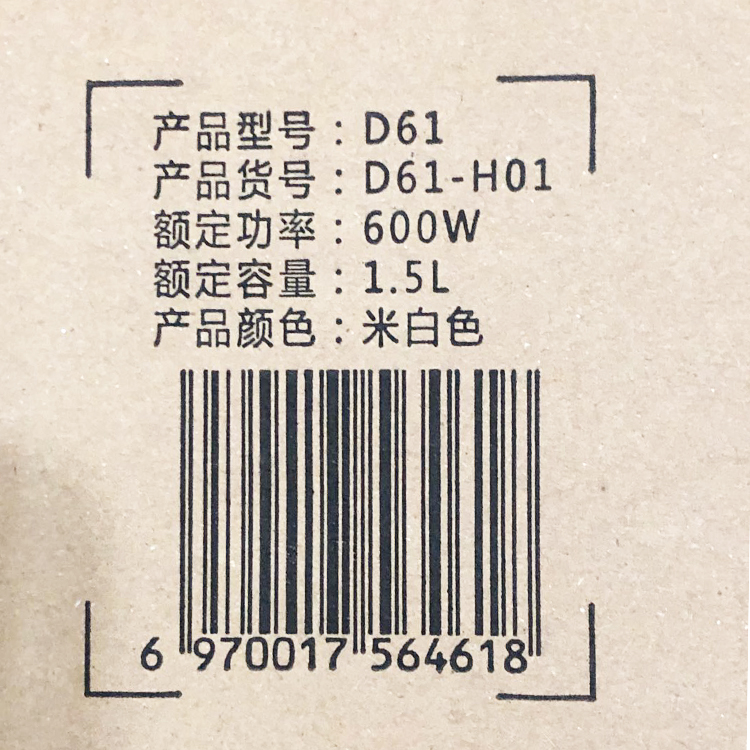 产品型号：D61
产品货号：D61-H01
额定功率：600W
额定容量：1.5L
产品颜色：米白色
6 970017 564618